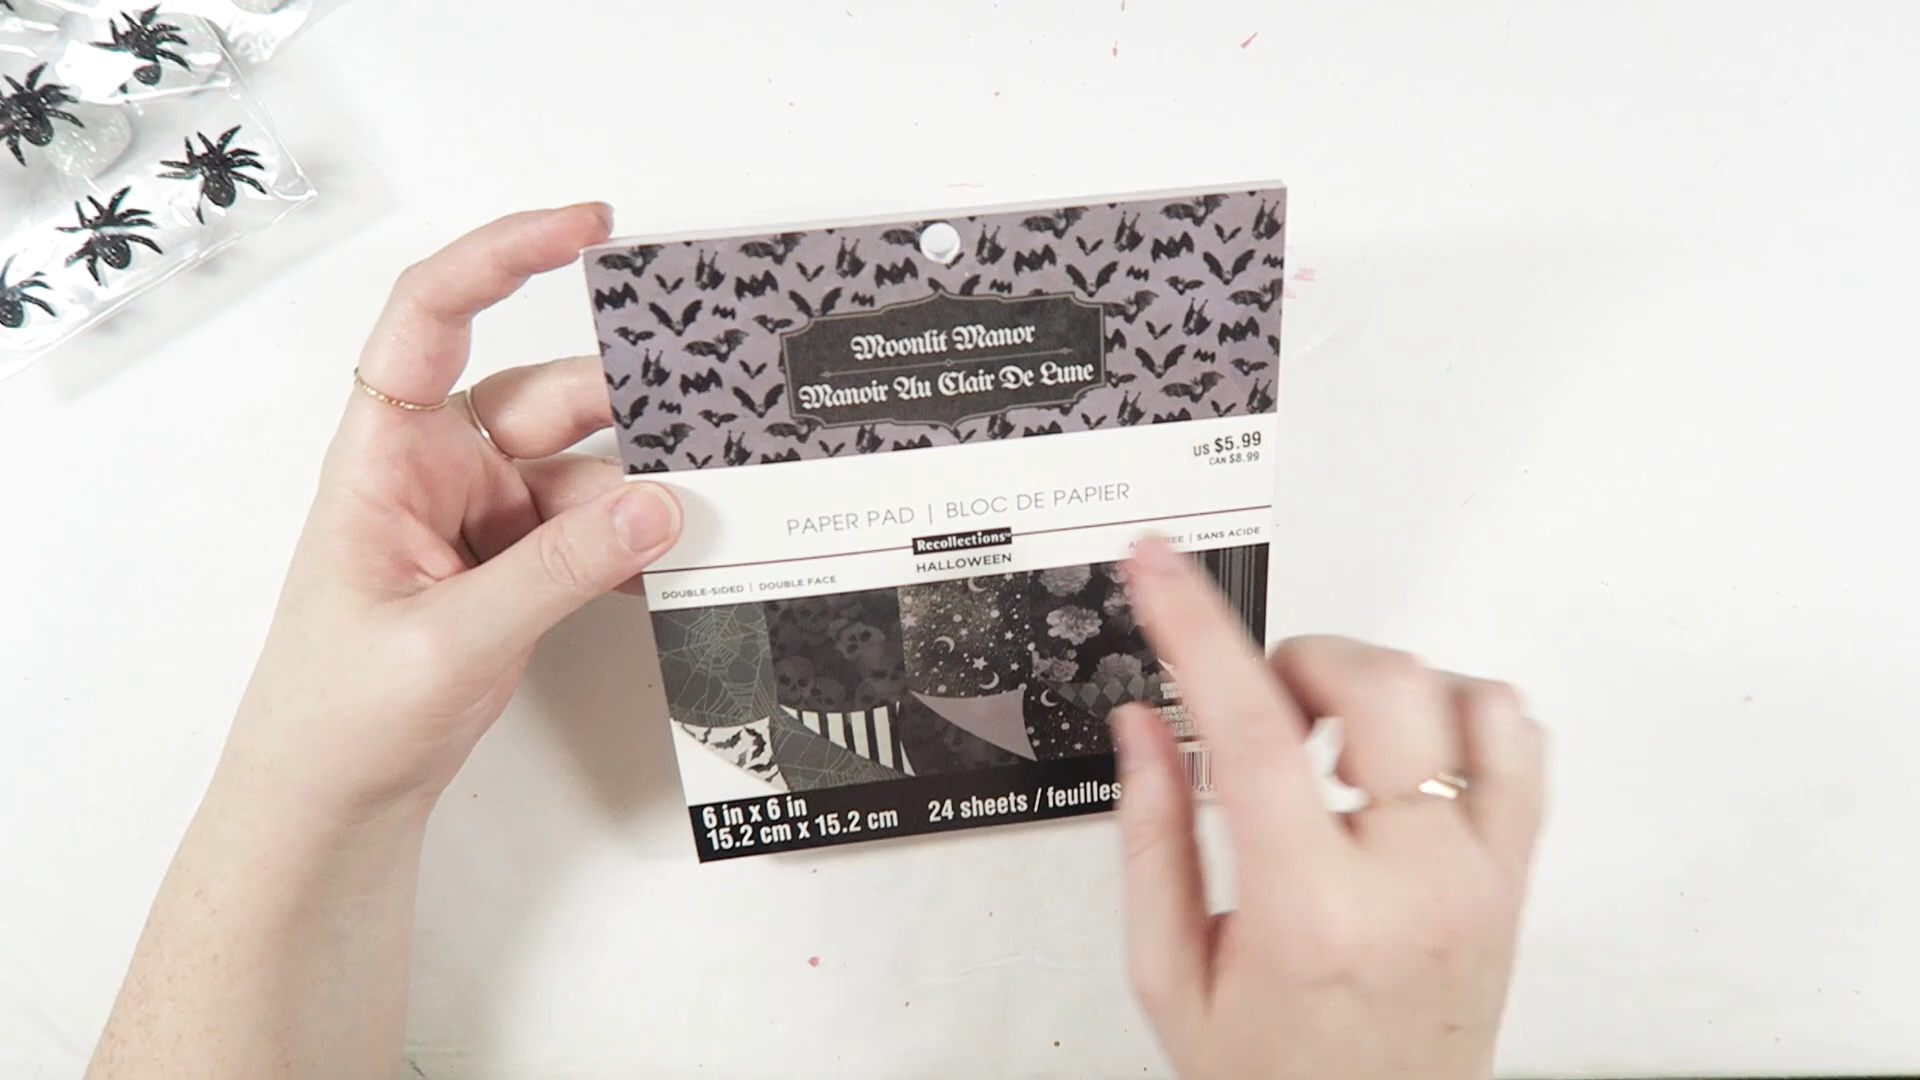 Moonlit Manor
Manoir Au Clair De Lune
US $5.99
CAN $8.99
PAPER PAD | BLOC DE PAPIER
Recollections™
HALLOWEEN
FREE | SANS ACIDE
DOUBLE-SIDED | DOUBLE FACE
6 in x 6 in
15.2 cm x 15.2 cm
24 sheets / feuilles